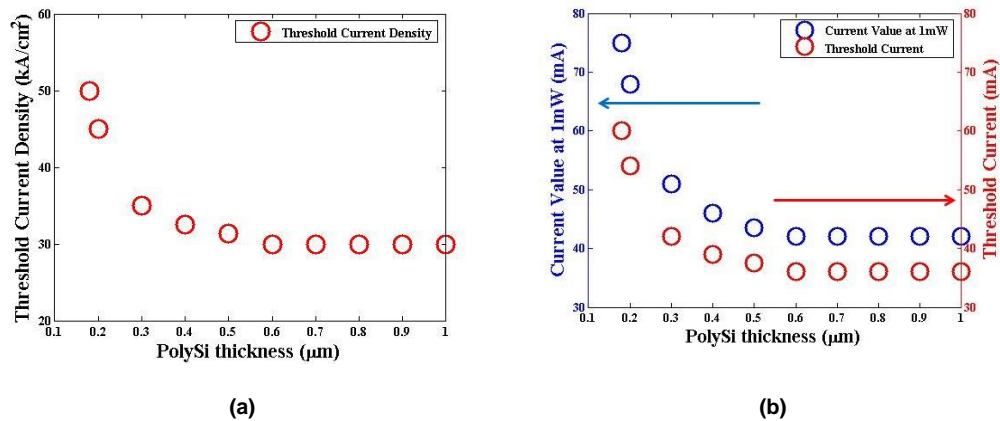 60
50
40
30
20
Threshold Current Density (kA/cm²)
Threshold Current Density
0.1 0.2 0.3 0.4 0.5 0.6 0.7 0.8 0.9 1
PolySi thickness (μm)
(a)
80
70
60
50
40
30
Current Value at 1mW (mA)
Current Value at 1mW
Threshold Current
80
70
60
50
40
30
Threshold Current (mA)
0.1 0.2 0.3 0.4 0.5 0.6 0.7 0.8 0.9 1
PolySi thickness (μm)
(b)